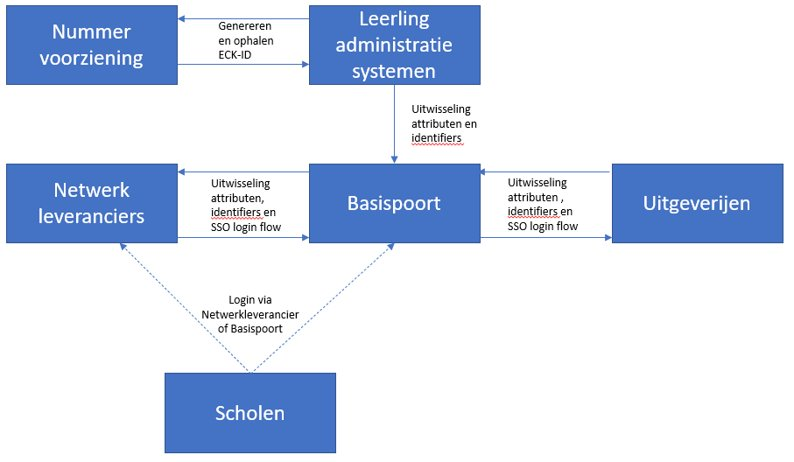 Nummer
voorziening
Genereren
en ophalen
ECK-ID
Leerling
administratie
systemen
Uitwisseling
attributen en
identifiers
Netwerk
leveranciers
Uitwisseling
attributen,
identifiers en
SSO login flow
Basispoort
Uitwisseling
attributen ,
identifiers en
SSO login flow
Uitgeverijen
Login via
Netwerkleverancier
of Basispoort
Scholen